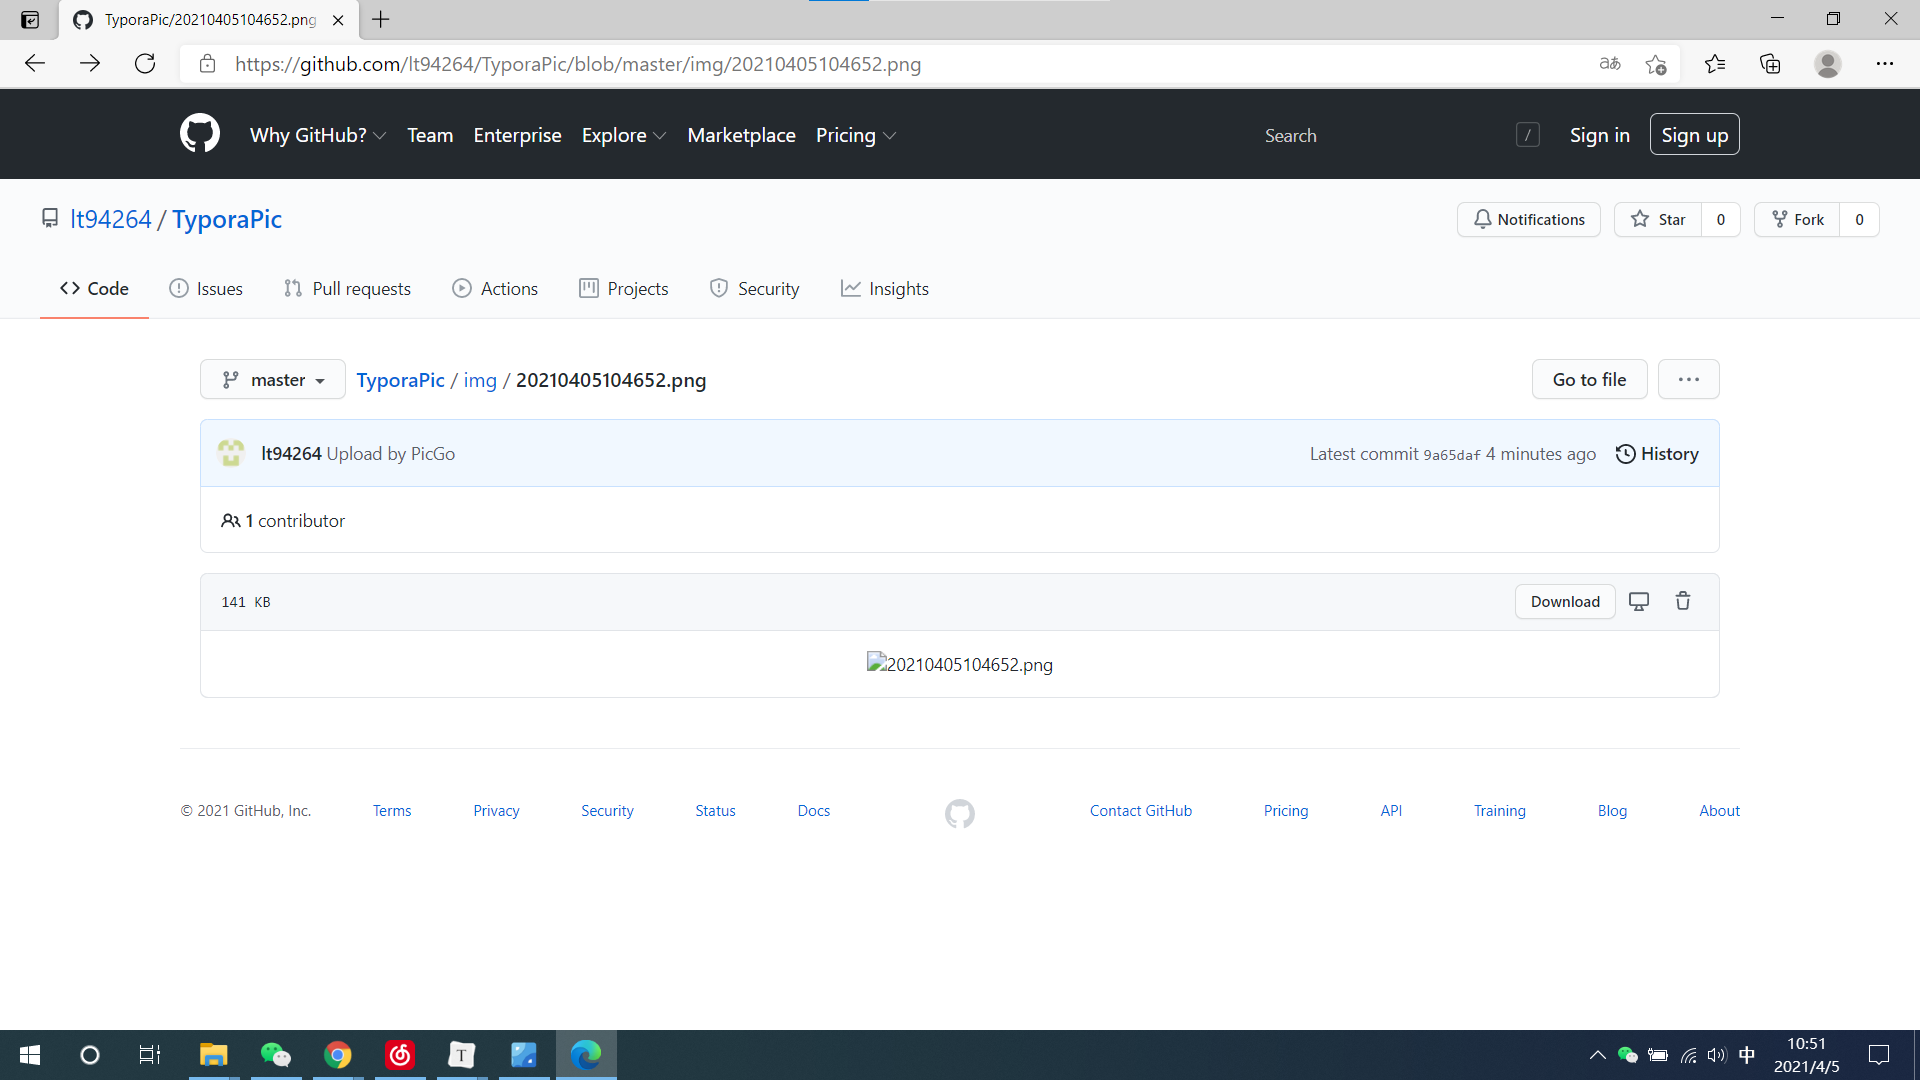 TyporaPic/20210405104652.png
https://github.com/lt94264/TyporaPic/blob/master/img/20210405104652.png
aあ
Why GitHub? Team Enterprise Explore Marketplace Pricing Search / Sign in Sign up
lt94264 / TyporaPic Notifications Star 0 Fork 0
Code Issues Pull requests Actions Projects Security Insights
master TyporaPic / img / 20210405104652.png Go to file ...
lt94264 Upload by PicGo Latest commit 9a65daf 4 minutes ago History
1 contributor
141 KB Download
20210405104652.png
© 2021 GitHub, Inc. Terms Privacy Security Status Docs Contact GitHub Pricing API Training Blog About
T 中 10:51
2021/4/5